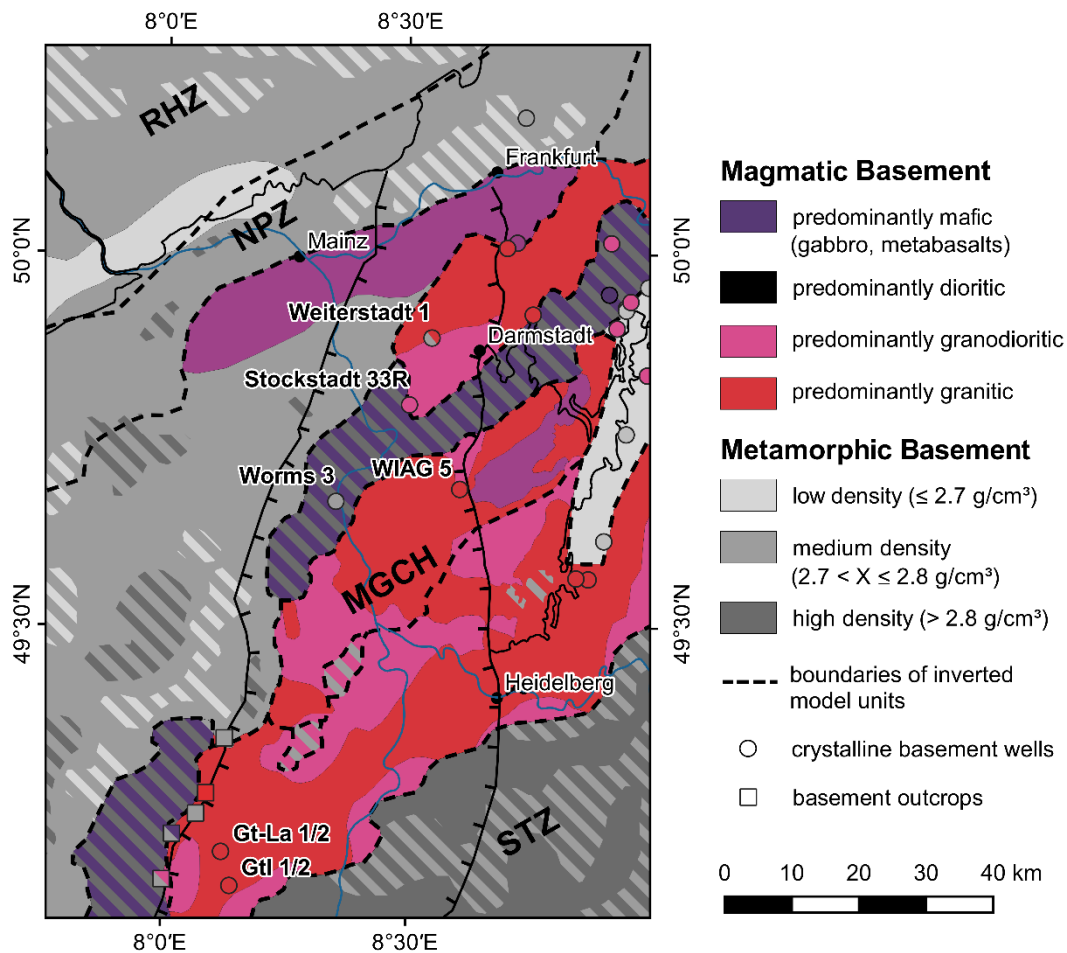 8°0′E
8°30′E
RHZ
Frankfurt
NPZ
Mainz
50°0′N
50°0′N
Weiterstadt 1
Darmstadt
Stockstadt 33R
Worms 3
WIAG 5
MGCH
49°30′N
49°30′N
Heidelberg
STZ
Gt-La 1/2
GtI 1/2
8°0′E
8°30′E
Magmatic Basement
predominantly mafic
(gabbro, metabasalts)
predominantly dioritic
predominantly granodioritic
predominantly granitic
Metamorphic Basement
low density (≤ 2.7 g/cm³)
medium density
(2.7 < X ≤ 2.8 g/cm³)
high density (> 2.8 g/cm³)
boundaries of inverted
model units
crystalline basement wells
basement outcrops
0 10 20 30 40 km